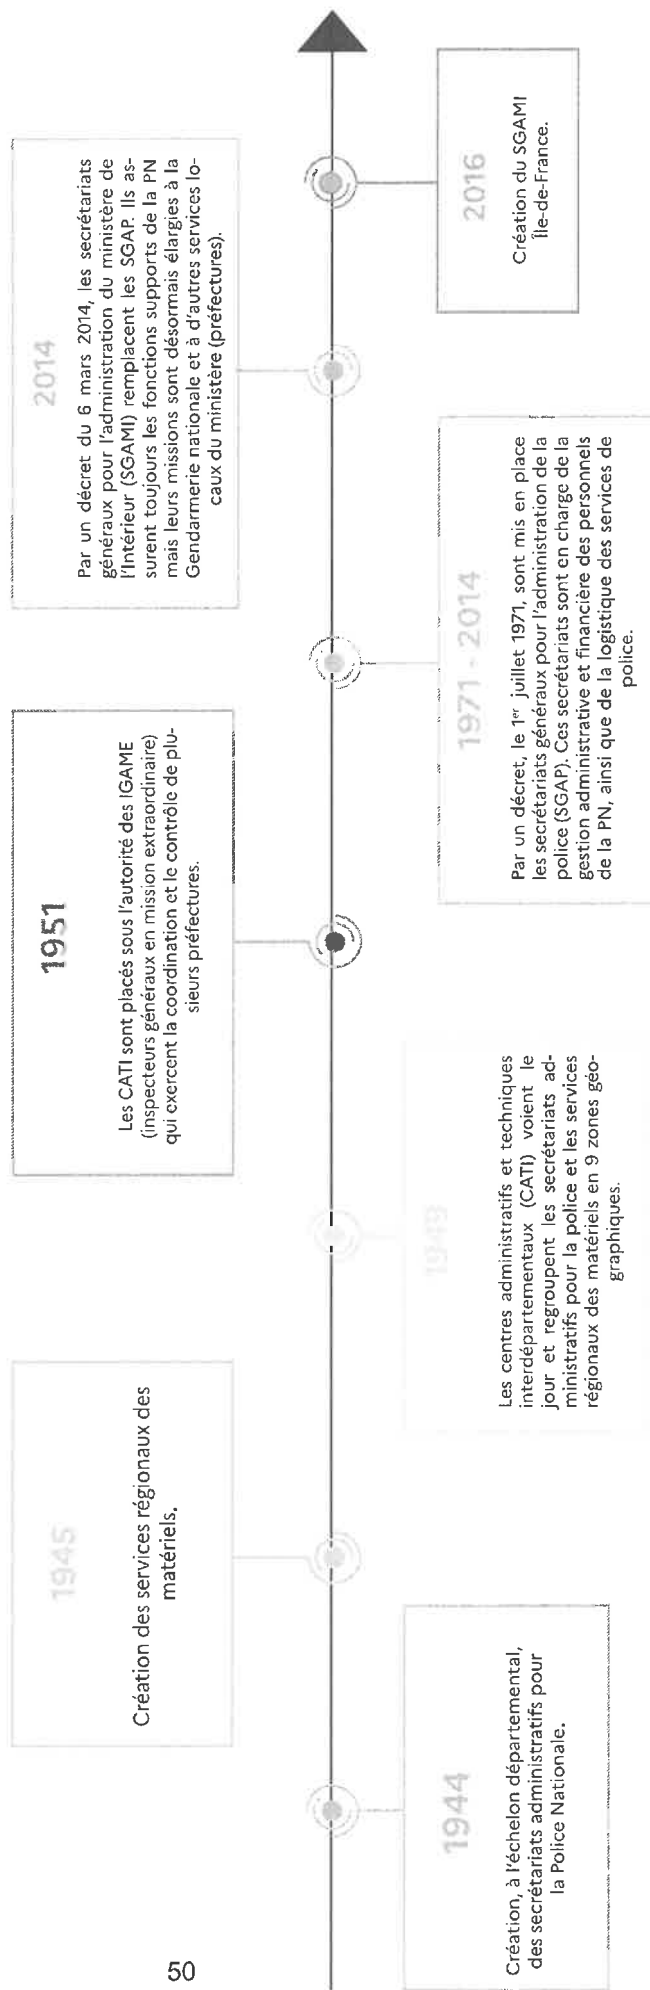 1944
Création, à l'échelon départemental,
des secrétariats administratifs pour
la Police Nationale.
1945
Création des services régionaux des
matériels.
1949
Les centres administratifs et techniques
interdépartementaux (CATI) voient le
jour et regroupent les secrétariats ad-
ministratifs pour la police et les services
régionaux des matériels en 9 zones géo-
graphiques.
1951
Les CATI sont placés sous l'autorité des IGAME
(inspecteurs généraux en mission extraordinaire)
qui exercent la coordination et le contrôle de plu-
sieurs préfectures.
1971 - 2014
Par un décret, le 1er juillet 1971, sont mis en place
les secrétariats généraux pour l'administration de la
police (SGAP). Ces secrétariats sont en charge de la
gestion administrative et financière des personnels
de la PN, ainsi que de la logistique des services de
police.
2014
Par un décret du 6 mars 2014, les secrétariats
généraux pour l'administration du ministère de
l'Intérieur (SGAMI) remplacent les SGAP. Ils as-
surent toujours les fonctions supports de la PN
mais leurs missions sont désormais élargies à la
Gendarmerie nationale et à d'autres services lo-
caux du ministère (préfectures).
2016
Création du SGAMI
Île-de-France.
50